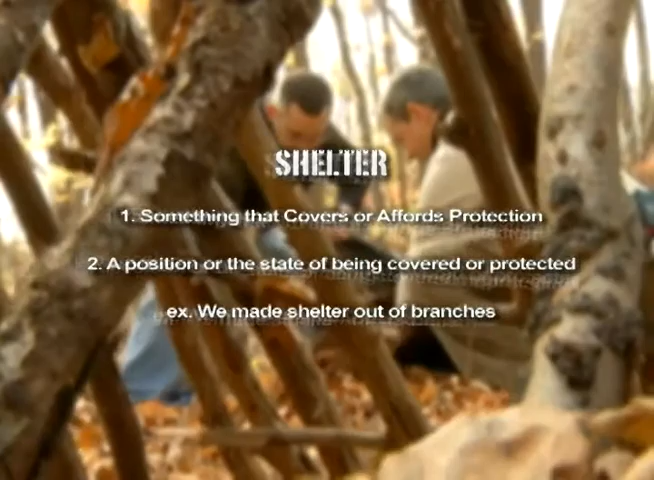 SHELTER
1. Something that Covers or Affords Protection
2. A position or the state of being covered or protected
ex. We made shelter out of branches